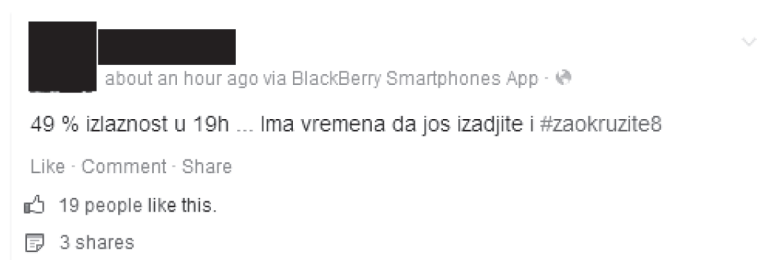 about an hour ago via BlackBerry Smartphones App ·
49 % izlaznost u 19h ... Ima vremena da jos izadjite i #zaokruzite8
Like · Comment · Share
19 people like this.
3 shares